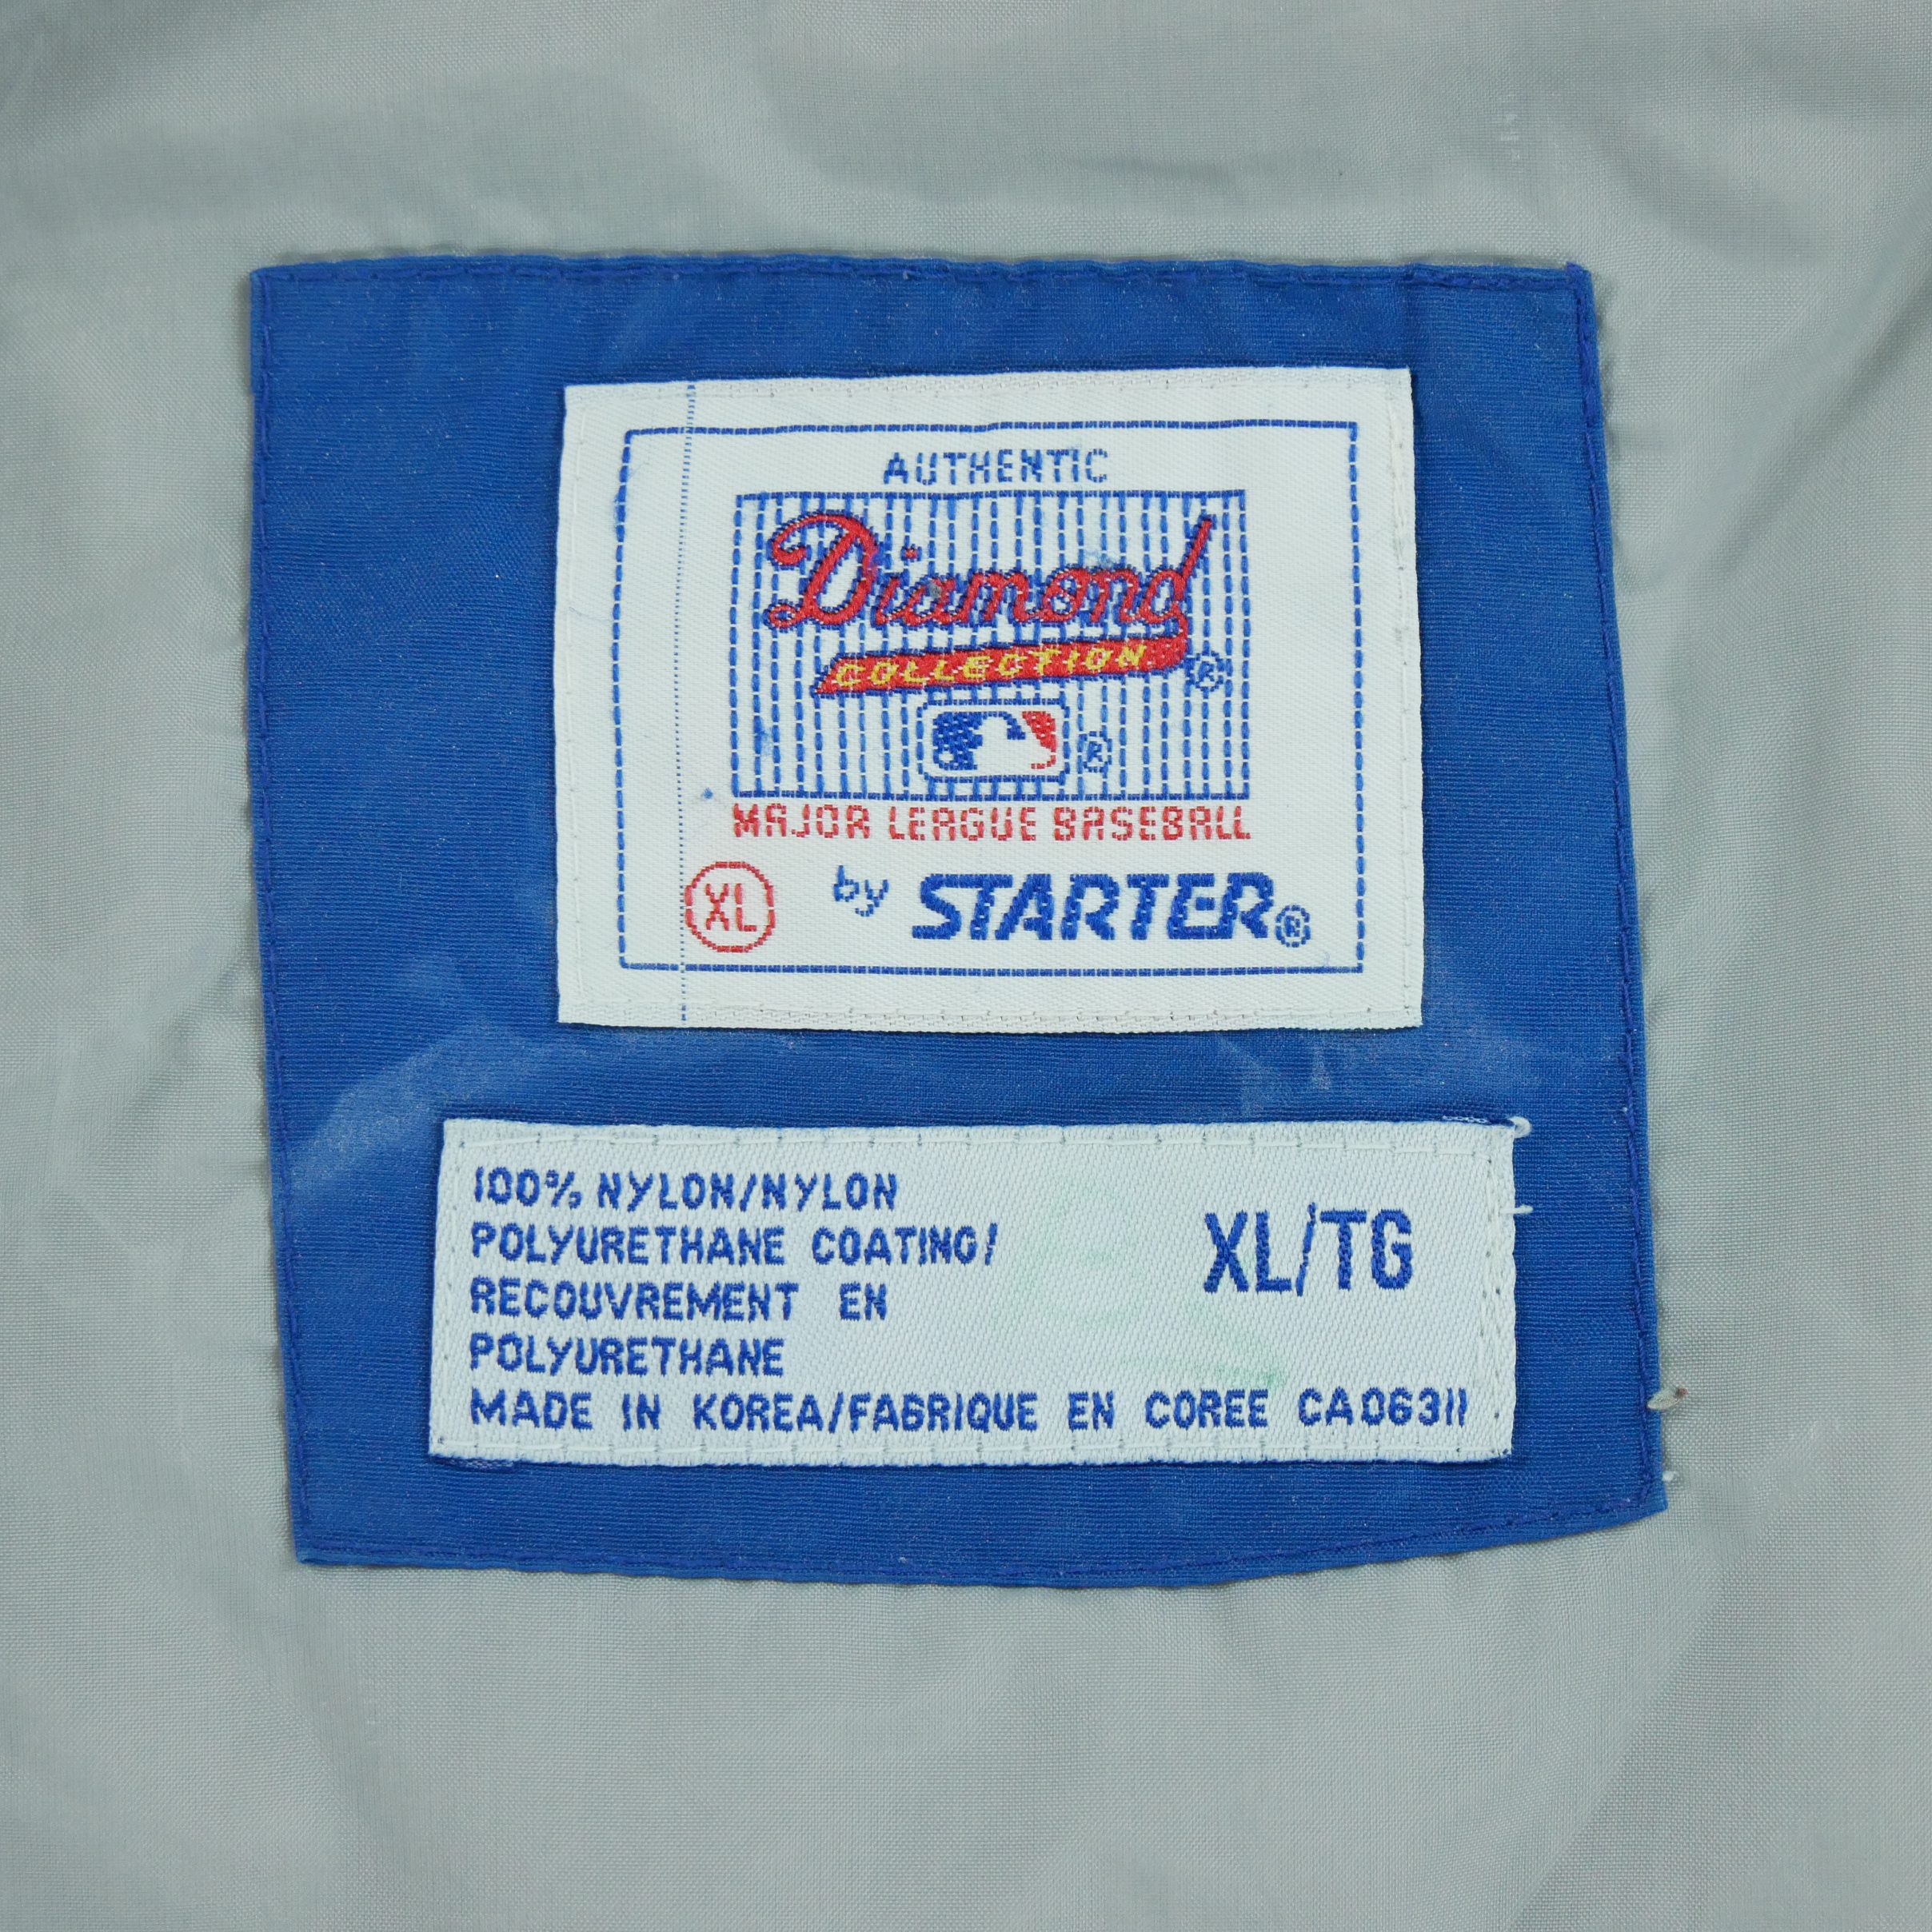 AUTHENTIC
Diamond
COLLECTION ®
®
MAJOR LEAGUE BASEBALL
XL by STARTER®
100% NYLON/NYLON
POLYURETHANE COATING/
RECOUVREMENT EN
POLYURETHANE
XL/TG
MADE IN KOREA/FABRIQUE EN COREE CA06311